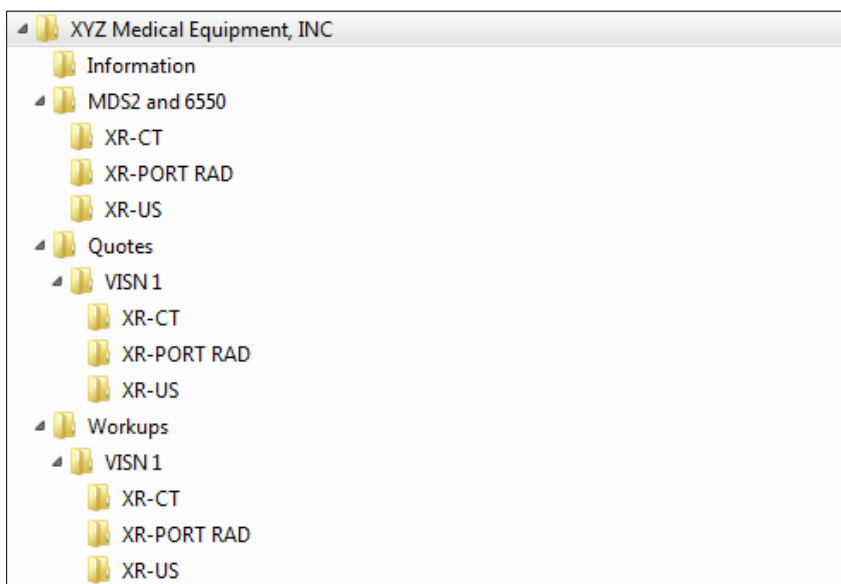 XYZ Medical Equipment, INC
Information
MDS2 and 6550
XR-CT
XR-PORT RAD
XR-US
Quotes
VISN 1
XR-CT
XR-PORT RAD
XR-US
Workups
VISN 1
XR-CT
XR-PORT RAD
XR-US